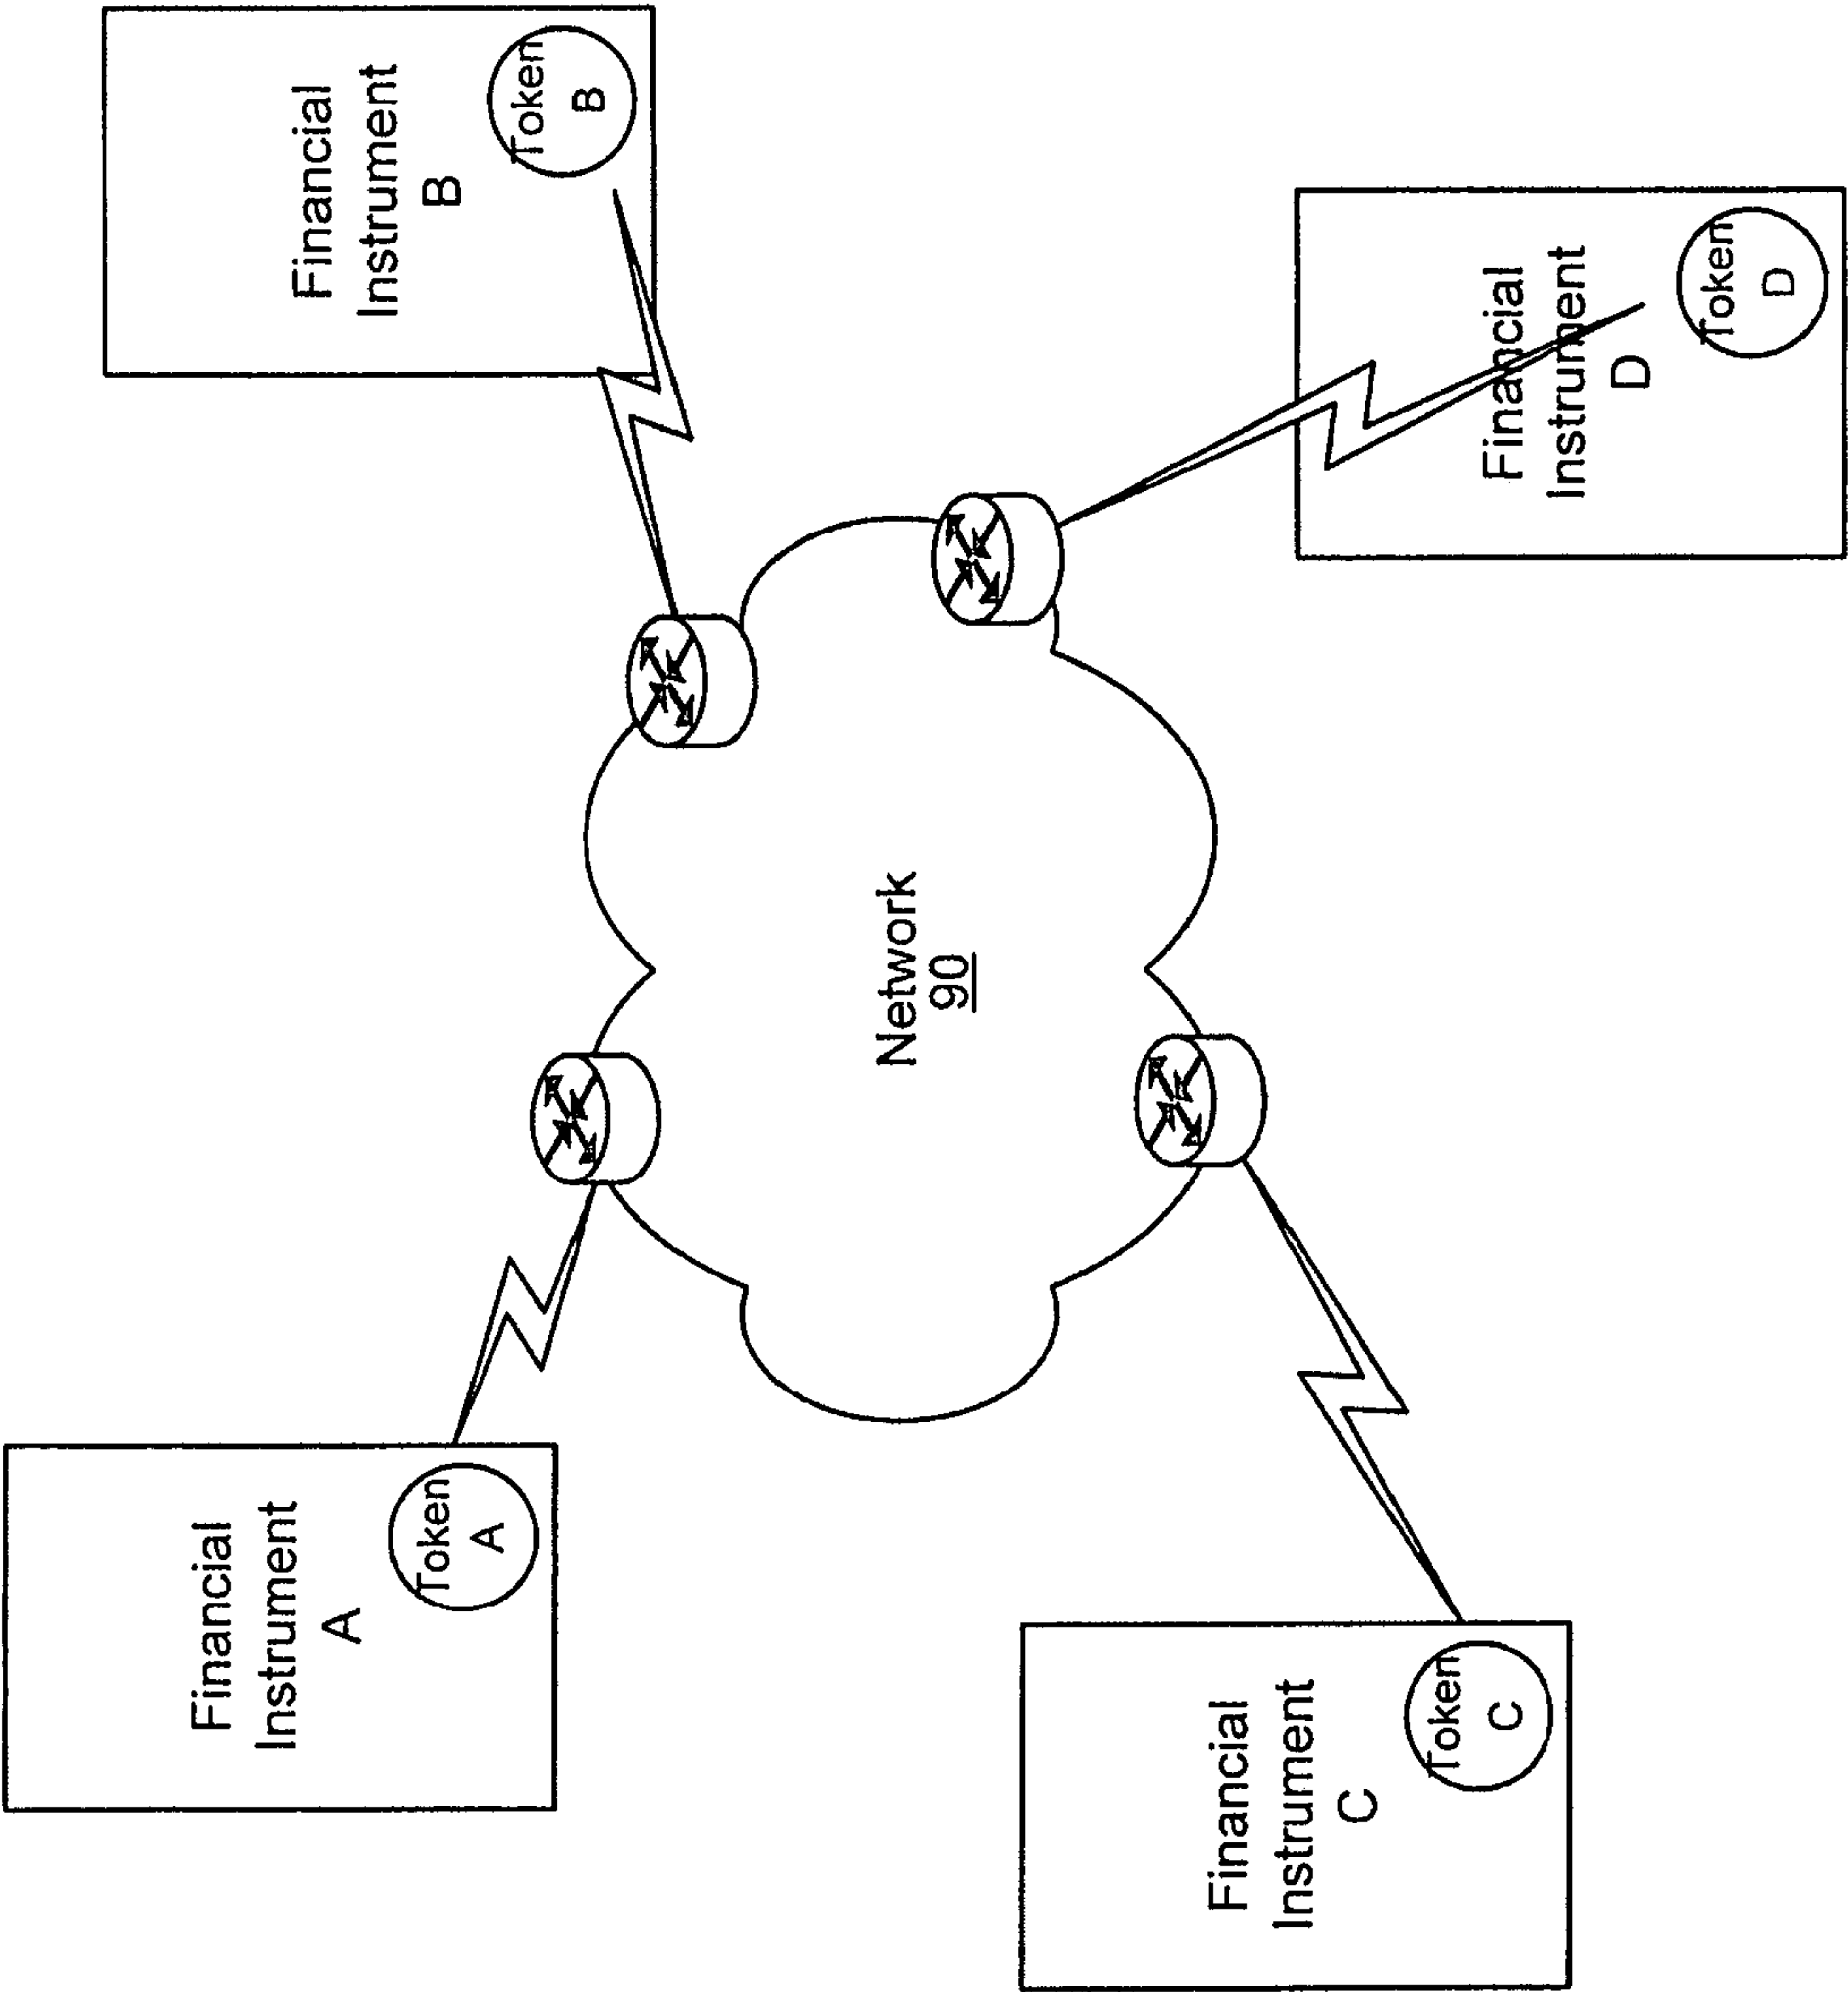 Financial
Instrument
A
Token
A
Financial
Instrument
B
Token
B
Network
90
Financial
Instrument
C
Token
C
Financial
Instrument
D
Token
D